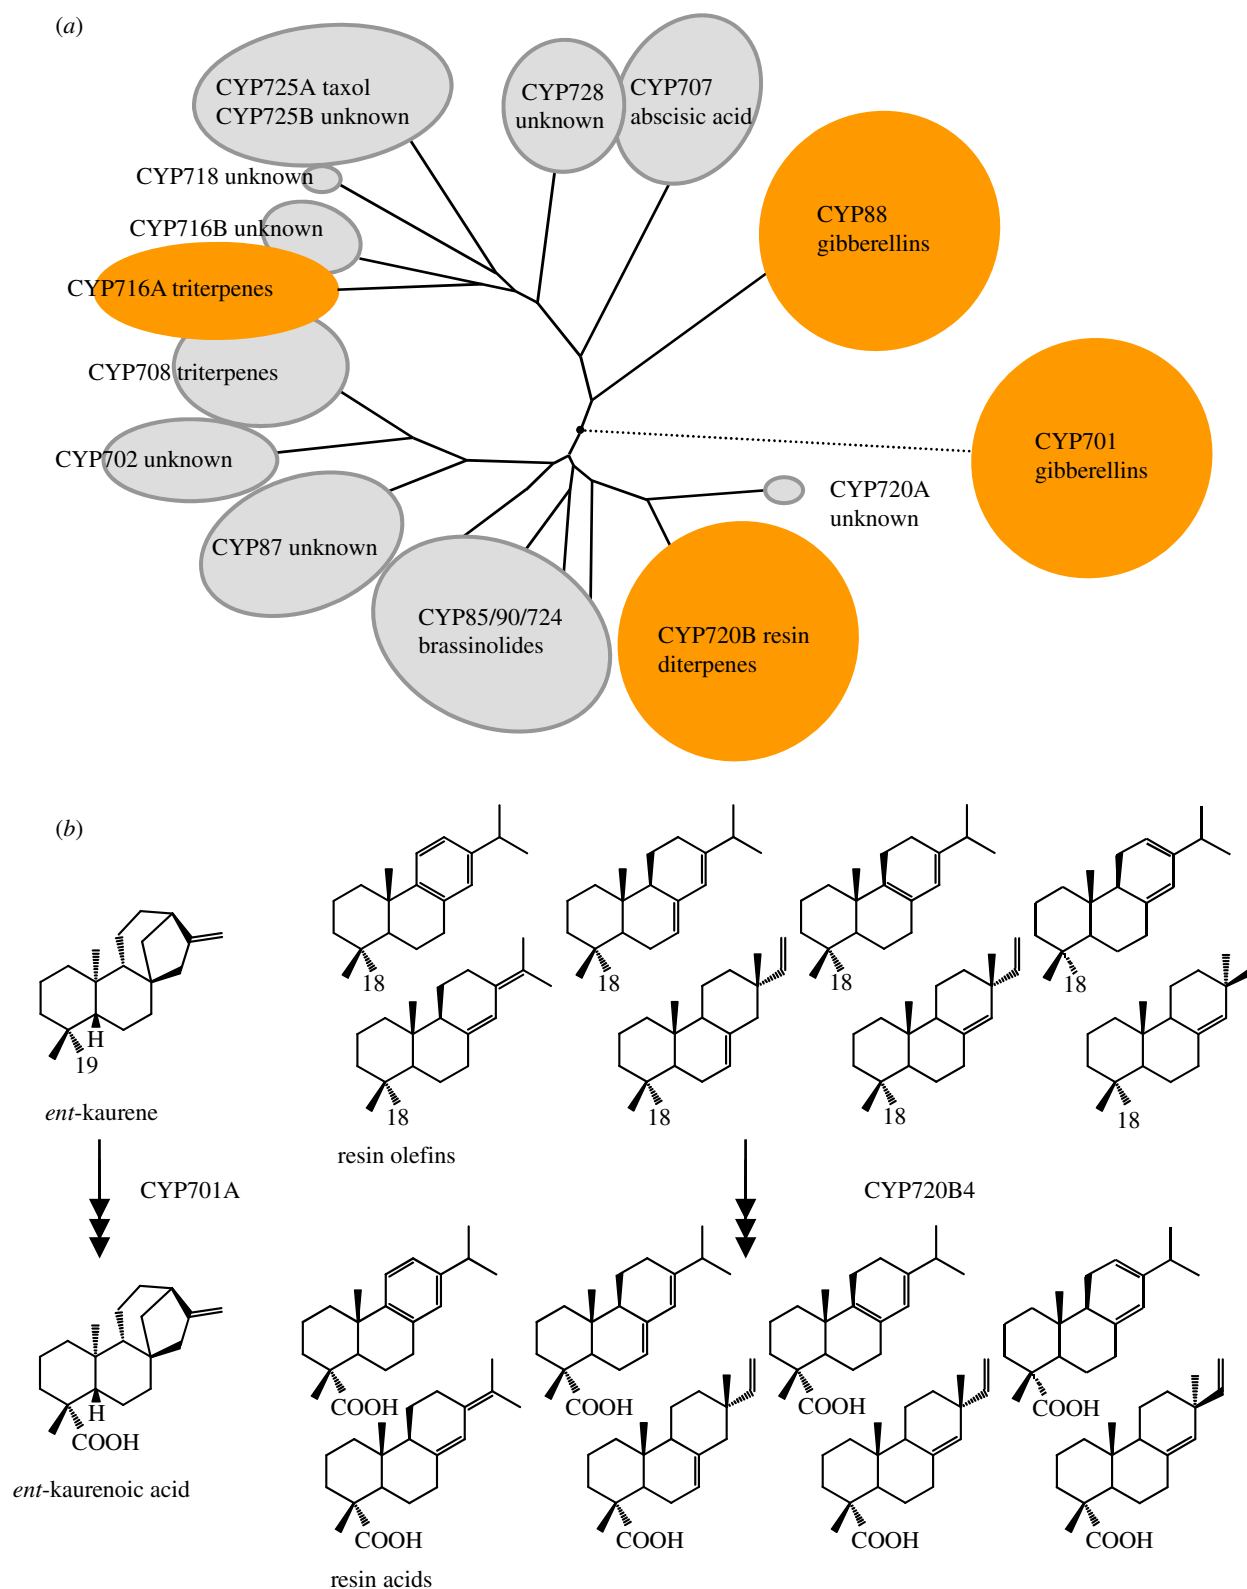 (a)
CYP725A taxol
CYP725B unknown
CYP728
unknown
CYP707
abscisic acid
CYP718 unknown
CYP716B unknown
CYP88
gibberellins
CYP716A triterpenes
CYP708 triterpenes
CYP702 unknown
CYP701
gibberellins
CYP720A
unknown
CYP87 unknown
CYP85/90/724
brassinolides
CYP720B resin
diterpenes
(b)
18
18
18
18
H
19
18
18
18
18
ent-kaurene
resin olefins
CYP701A
CYP720B4
H
COOH
COOH
COOH
COOH
COOH
ent-kaurenoic acid
COOH
COOH
COOH
COOH
resin acids